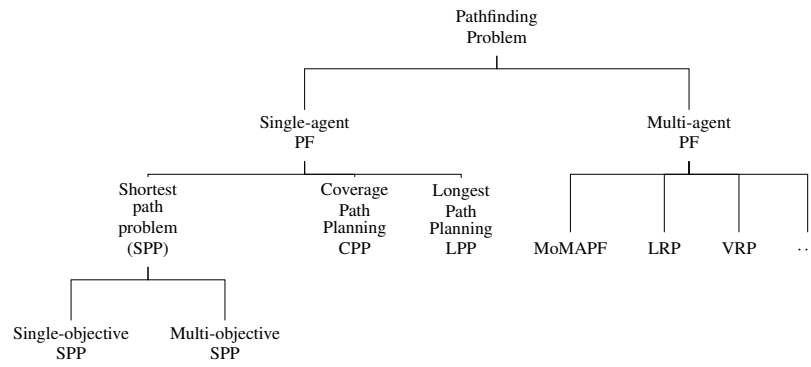 Pathfinding
Problem
Single-agent
PF
Multi-agent
PF
Shortest
path
problem
(SPP)
Coverage
Path
Planning
CPP
Longest
Path
Planning
LPP
MoMAPF
LRP
VRP
...
Single-objective
SPP
Multi-objective
SPP